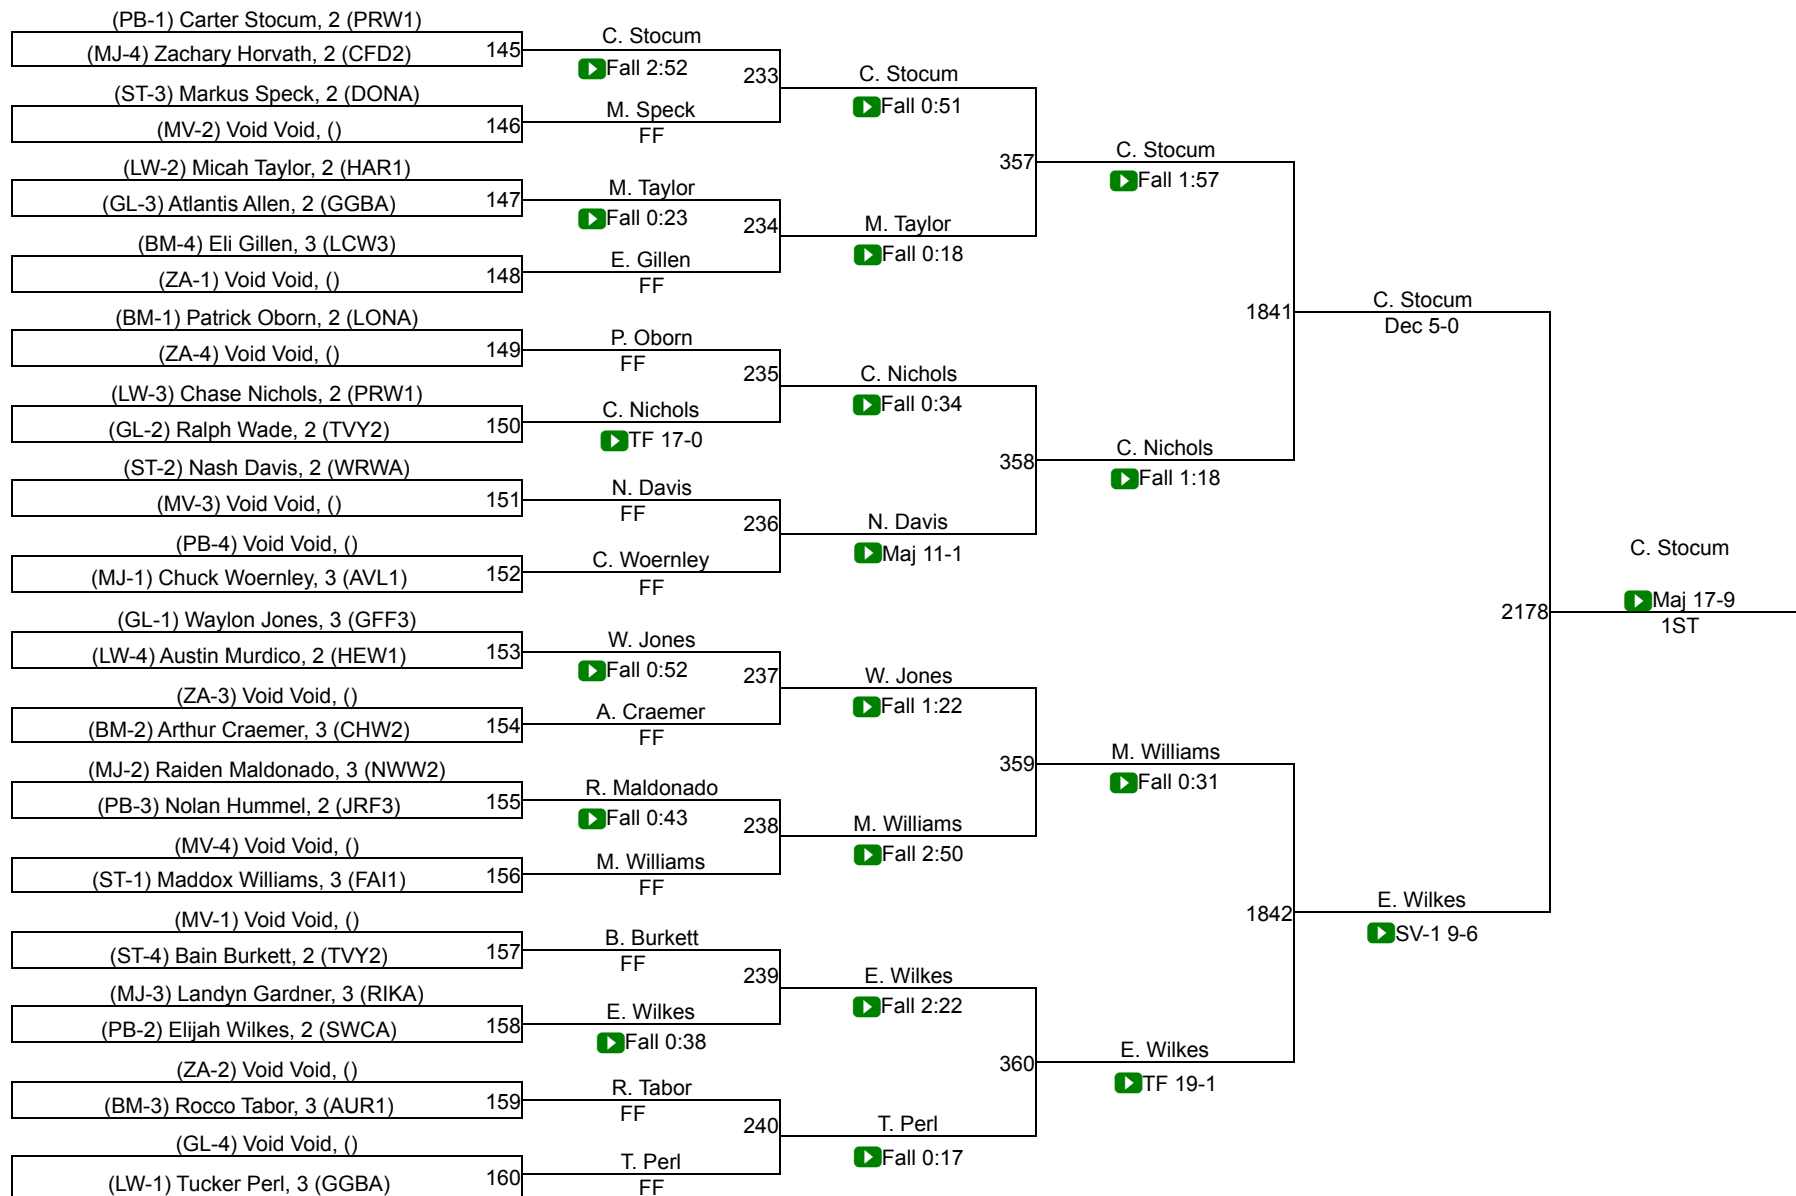 (PB-1) Carter Stocum, 2 (PRW1)
(MJ-4) Zachary Horvath, 2 (CFD2)
145
(ST-3) Markus Speck, 2 (DONA)
(MV-2) Void Void, ()
146
(LW-2) Micah Taylor, 2 (HAR1)
(GL-3) Atlantis Allen, 2 (GGBA)
147
(BM-4) Eli Gillen, 3 (LCW3)
(ZA-1) Void Void, ()
148
(BM-1) Patrick Oborn, 2 (LONA)
(ZA-4) Void Void, ()
149
(LW-3) Chase Nichols, 2 (PRW1)
(GL-2) Ralph Wade, 2 (TVY2)
150
(ST-2) Nash Davis, 2 (WRWA)
(MV-3) Void Void, ()
151
(PB-4) Void Void, ()
(MJ-1) Chuck Woernley, 3 (AVL1)
152
(GL-1) Waylon Jones, 3 (GFF3)
(LW-4) Austin Murdico, 2 (HEW1)
153
(ZA-3) Void Void, ()
(BM-2) Arthur Craemer, 3 (CHW2)
154
(MJ-2) Raiden Maldonado, 3 (NWW2)
(PB-3) Nolan Hummel, 2 (JRF3)
155
(MV-4) Void Void, ()
(ST-1) Maddox Williams, 3 (FAI1)
156
(MV-1) Void Void, ()
(ST-4) Bain Burkett, 2 (TVY2)
157
(MJ-3) Landyn Gardner, 3 (RIKA)
(PB-2) Elijah Wilkes, 2 (SWCA)
158
(ZA-2) Void Void, ()
(BM-3) Rocco Tabor, 3 (AUR1)
159
(GL-4) Void Void, ()
(LW-1) Tucker Perl, 3 (GGBA)
160
C. Stocum
Fall 2:52
233
M. Speck
FF
M. Taylor
Fall 0:23
234
E. Gillen
FF
P. Oborn
FF
235
C. Nichols
TF 17-0
N. Davis
FF
236
C. Woernley
FF
W. Jones
Fall 0:52
237
A. Craemer
FF
R. Maldonado
Fall 0:43
238
M. Williams
FF
B. Burkett
FF
239
E. Wilkes
Fall 0:38
R. Tabor
FF
240
T. Perl
FF
C. Stocum
Fall 0:51
357
M. Taylor
Fall 0:18
C. Nichols
Fall 0:34
358
N. Davis
Maj 11-1
W. Jones
Fall 1:22
359
M. Williams
Fall 2:50
E. Wilkes
Fall 2:22
360
T. Perl
Fall 0:17
C. Stocum
Fall 1:57
1841
C. Nichols
Fall 1:18
M. Williams
Fall 0:31
1842
E. Wilkes
TF 19-1
C. Stocum
Dec 5-0
2178
E. Wilkes
SV-1 9-6
C. Stocum
Maj 17-9
1ST